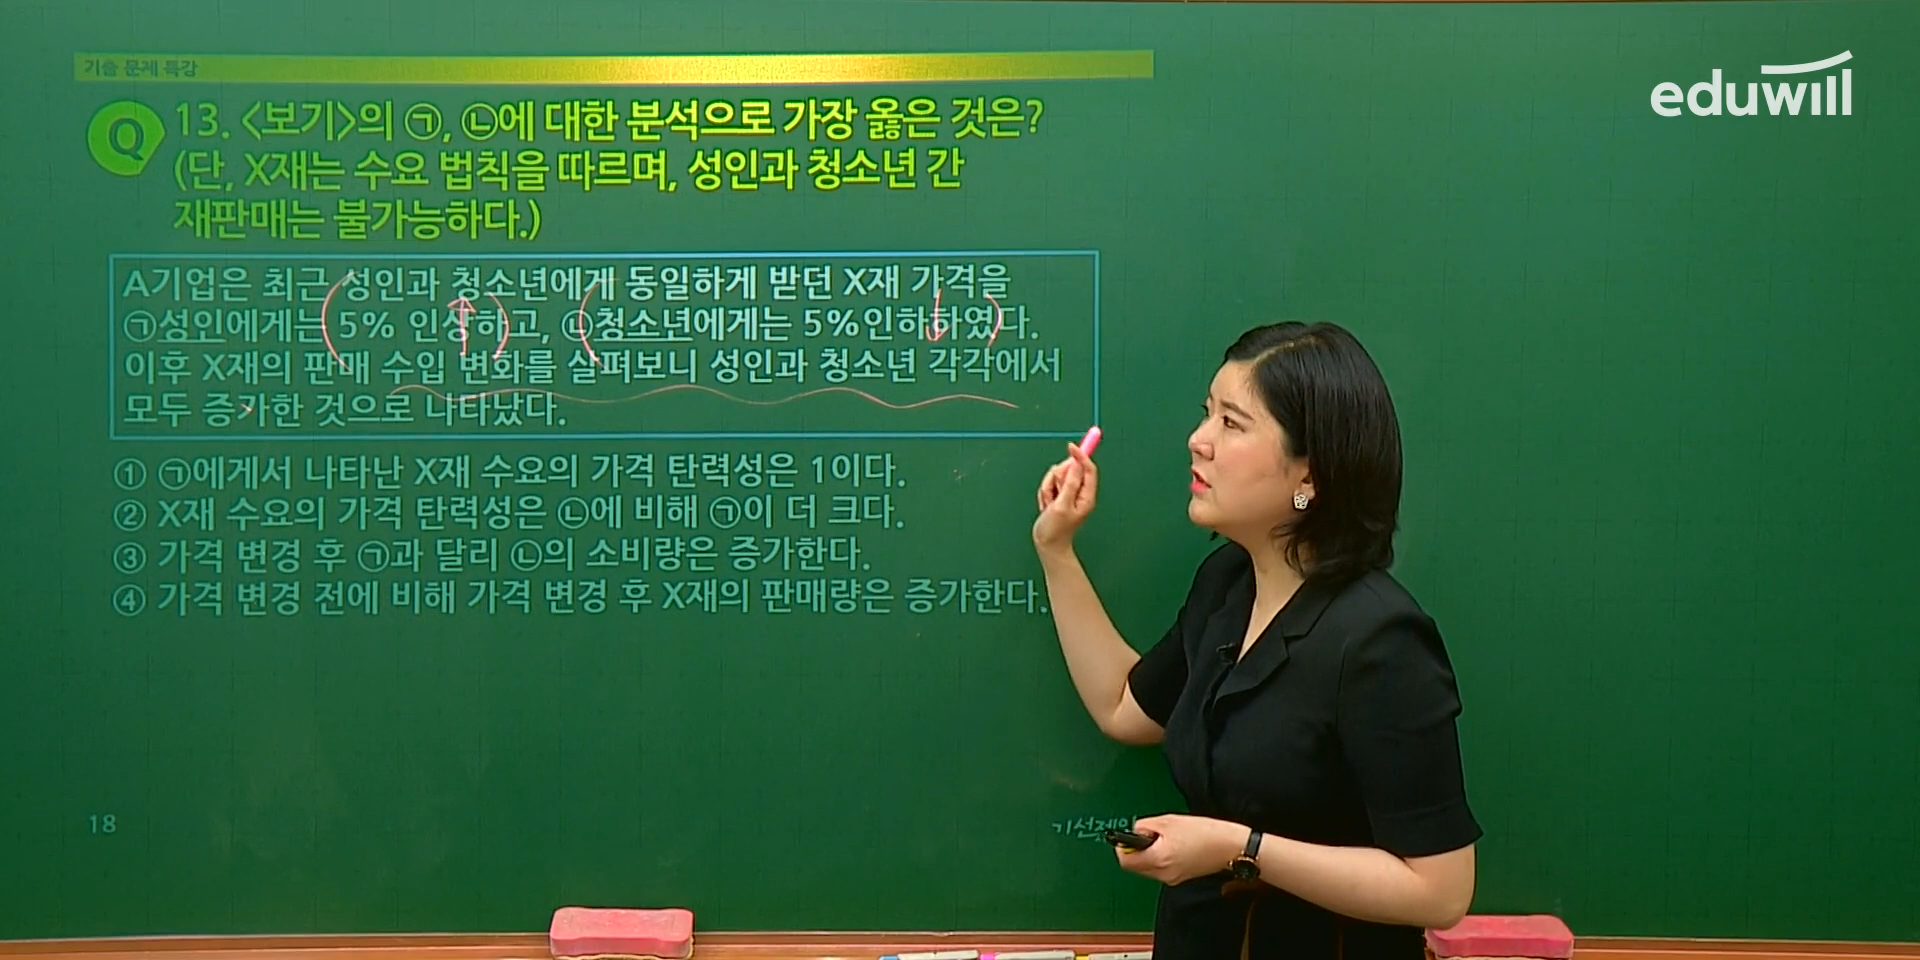 기출 문제 특강
eduwill
Q
13. <보기>의 ㉠, ㉡에 대한 분석으로 가장 옳은 것은?
(단, X재는 수요 법칙을 따르며, 성인과 청소년 간
재판매는 불가능하다.)
A기업은 최근 성인과 청소년에게 동일하게 받던 X재 가격을
㉠성인에게는 5% 인상하고, ㉡청소년에게는 5%인하하였다.
이후 X재의 판매 수입 변화를 살펴보니 성인과 청소년 각각에서
모두 증가한 것으로 나타났다.
① ㉠에게서 나타난 X재 수요의 가격 탄력성은 1이다.
② X재 수요의 가격 탄력성은 ㉡에 비해 ㉠이 더 크다.
③ 가격 변경 후 ㉠과 달리 ㉡의 소비량은 증가한다.
④ 가격 변경 전에 비해 가격 변경 후 X재의 판매량은 증가한다.
18